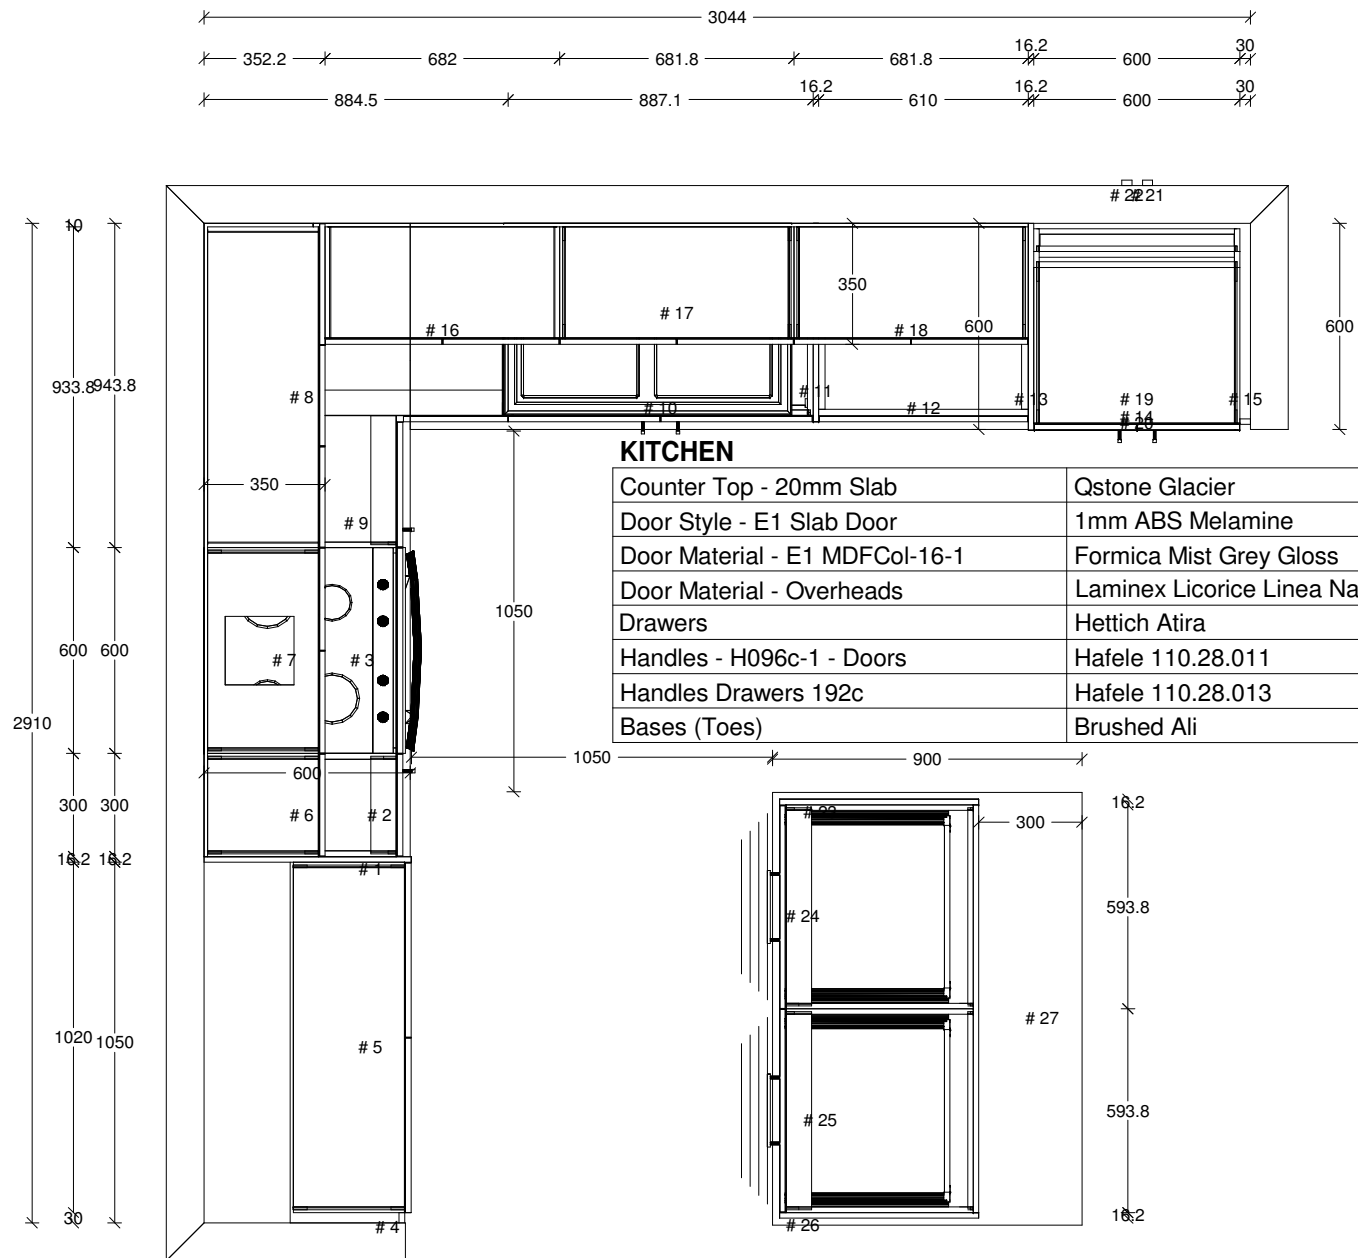 3044
352.2 682 681.8 681.8 16.2 600 30
884.5 887.1 16.2 610 16.2 600 30
# 22 # 21
10
350
# 17
# 16 # 18 600 600
933.8 943.8
# 8 # 11 # 13 # 19 # 15
# 10 # 12 # 14
# 20
KITCHEN
350
Counter Top - 20mm Slab Qstone Glacier
# 9
Door Style - E1 Slab Door 1mm ABS Melamine
Door Material - E1 MDFCol-16-1 Formica Mist Grey Gloss
Door Material - Overheads Laminex Licorice Linea Na
1050
Drawers Hettich Atira
600 600 # 7 # 3
Handles - H096c-1 - Doors Hafele 110.28.011
Handles Drawers 192c Hafele 110.28.013
2910
Bases (Toes) Brushed Ali
1050 900
600
300 300 # 6 # 2 # 23 16.2
300
16.2 16.2
# 1
# 24 593.8
# 27
1020 1050 # 5
# 25 593.8
30 # 4 # 26 16.2